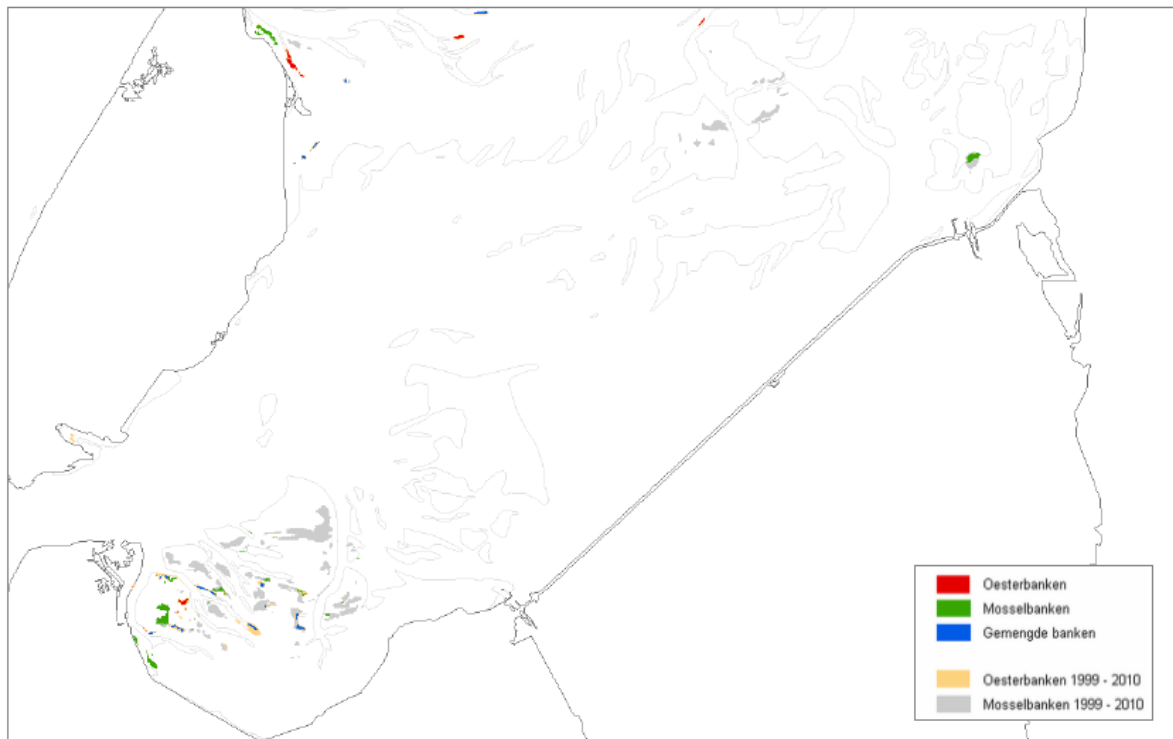 Oesterbanken
Mosselbanken
Gemengde banken
Oesterbanken 1999 - 2010
Mosselbanken 1999 - 2010